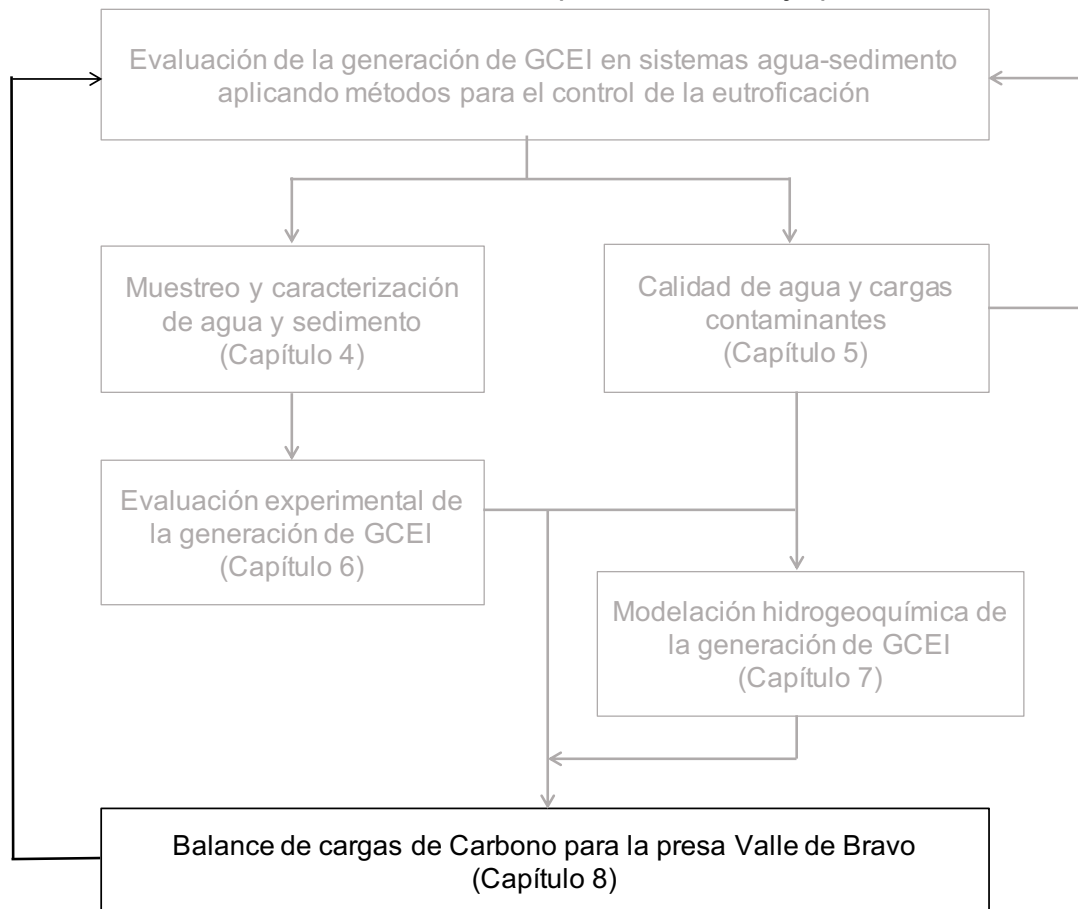 Evaluación de la generación de GCEI en sistemas agua-sedimento
aplicando métodos para el control de la eutroficación
Muestreo y caracterización
de agua y sedimento
(Capítulo 4)
Calidad de agua y cargas
contaminantes
(Capítulo 5)
Evaluación experimental de
la generación de GCEI
(Capítulo 6)
Modelación hidrogeoquímica de
la generación de GCEI
(Capítulo 7)
Balance de cargas de Carbono para la presa Valle de Bravo
(Capítulo 8)